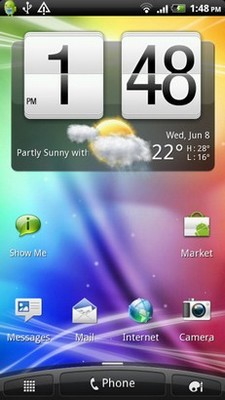 1:48 PM
1 48
PM
Wed, Jun 8
Partly Sunny with
22° H: 28°
L: 16°
Show Me
Market
Messages Mail Internet Camera
Phone